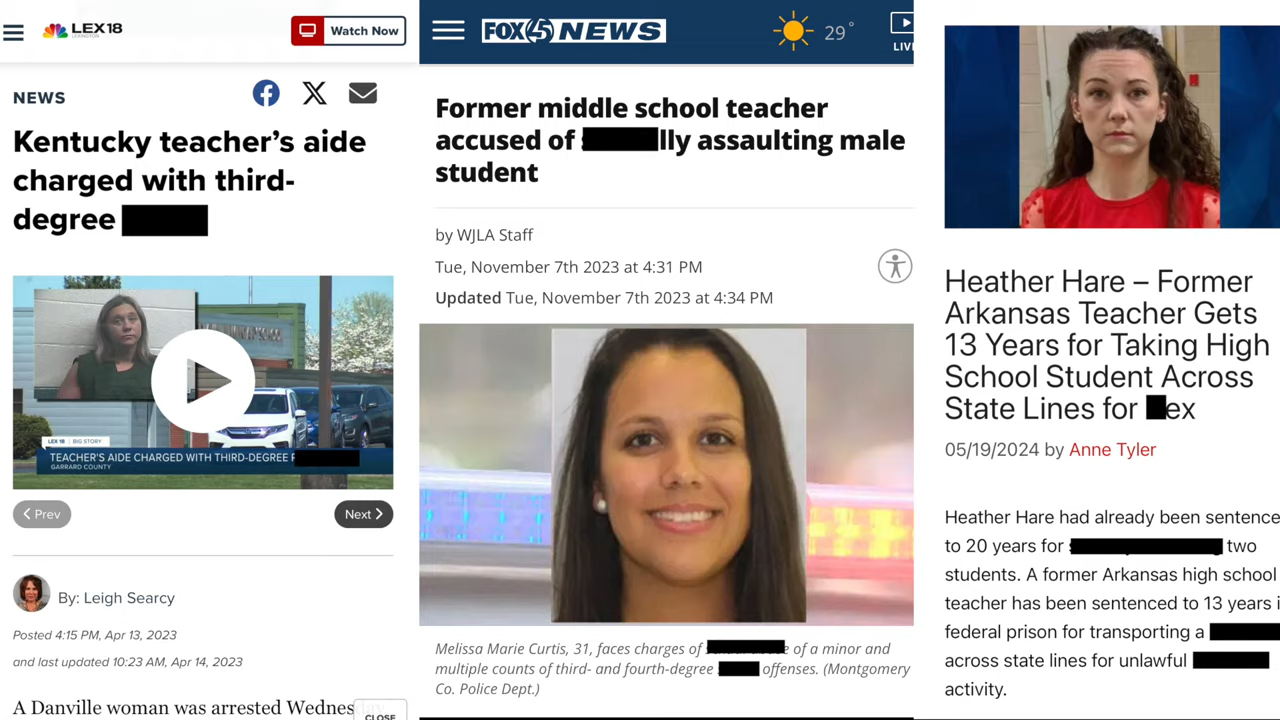 LEX18
LEXINGTON
Watch Now
NEWS
Kentucky teacher's aide
charged with third-
degree
LEX 18 | BIG STORY
TEACHER'S AIDE CHARGED WITH THIRD-DEGREE
GARRARD COUNTY
Prev
Next
By: Leigh Searcy
Posted 4:15 PM, Apr 13, 2023
and last updated 10:23 AM, Apr 14, 2023
A Danville woman was arrested Wednesday
CLOSE
FOX45 NEWS
29°
LIV
Former middle school teacher
accused of lly assaulting male
student
by WJLA Staff
Tue, November 7th 2023 at 4:31 PM
Updated Tue, November 7th 2023 at 4:34 PM
Melissa Marie Curtis, 31, faces charges of of a minor and
multiple counts of third- and fourth-degree offenses. (Montgomery
Co. Police Dept.)
Heather Hare – Former
Arkansas Teacher Gets
13 Years for Taking High
School Student Across
State Lines for ex
05/19/2024 by Anne Tyler
Heather Hare had already been sentence
to 20 years for two
students. A former Arkansas high school
teacher has been sentenced to 13 years i
federal prison for transporting a
across state lines for unlawful
activity.